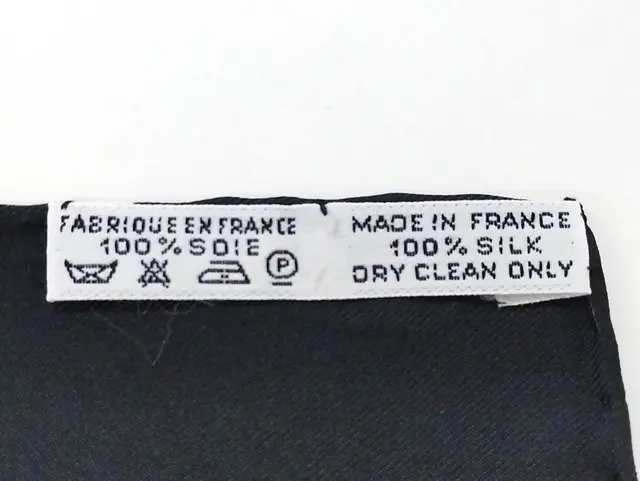 FABRIQUE EN FRANCE
100% SOIE
P
MADE IN FRANCE
100% SILK
DRY CLEAN ONLY